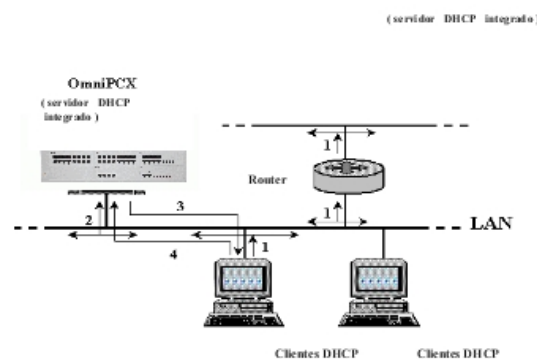 (servidor DHCP integrado)
OmniPCX
(servidor DHCP
integrado)
1
Router
3
1
2
LAN
4
1
Clientes DHCP
Clientes DHCP